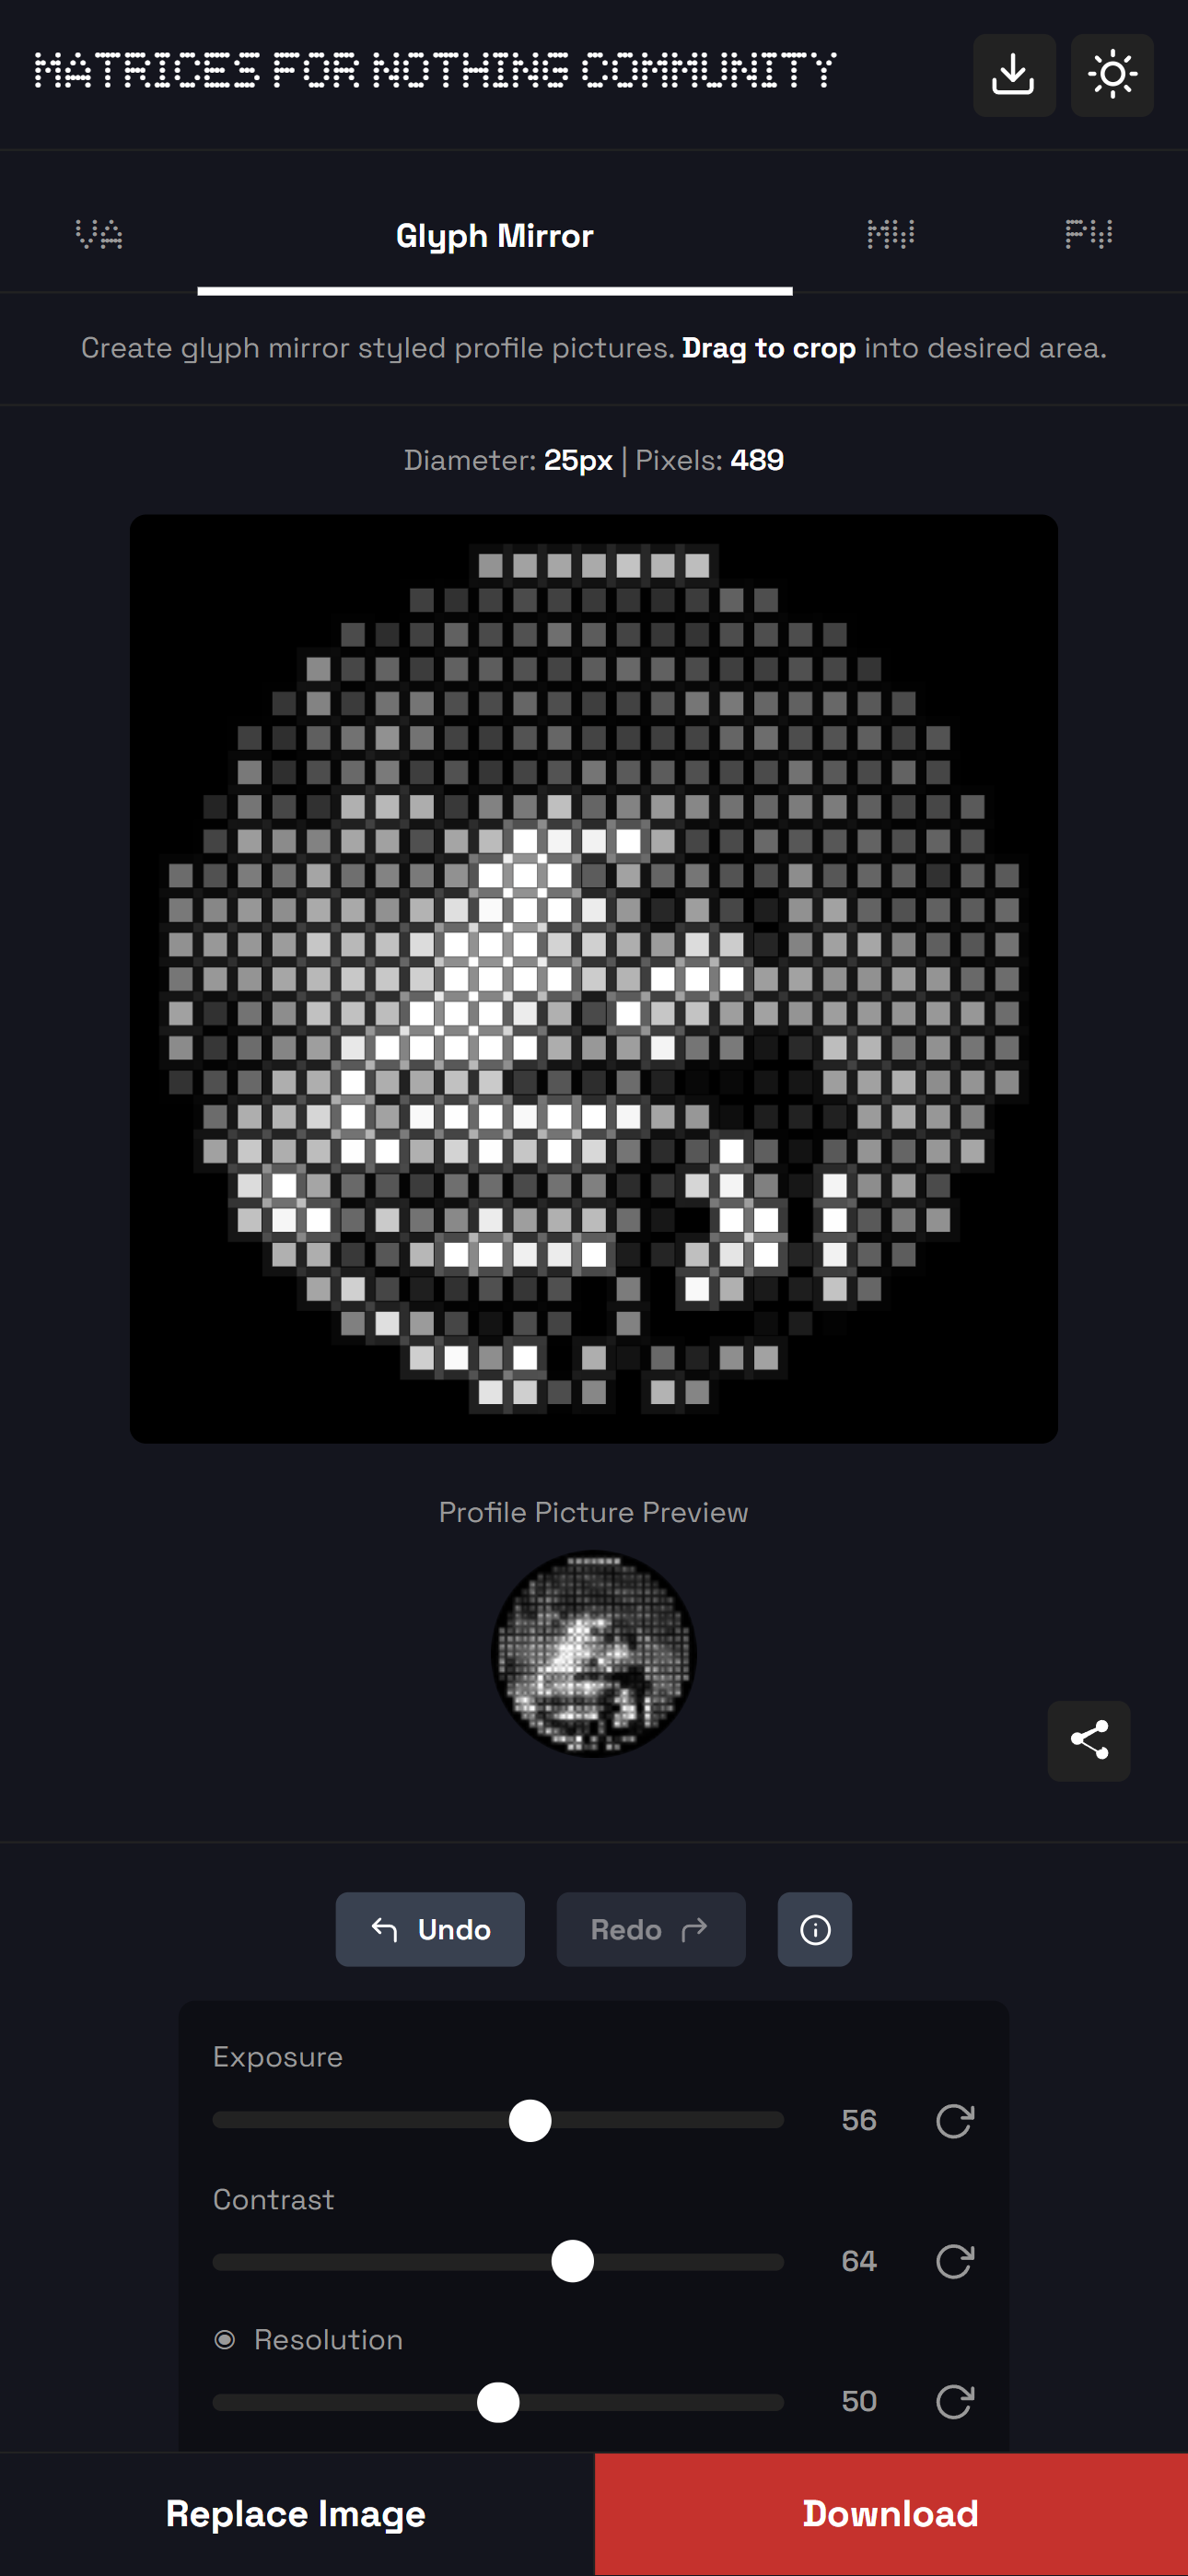 MATRICES FOR NOTHING COMMUNITY
VA Glyph Mirror MW PW
Create glyph mirror styled profile pictures. Drag to crop into desired area.
Diameter: 25px | Pixels: 489
Profile Picture Preview
Undo Redo
Exposure
56
Contrast
64
Resolution
50
Replace Image Download